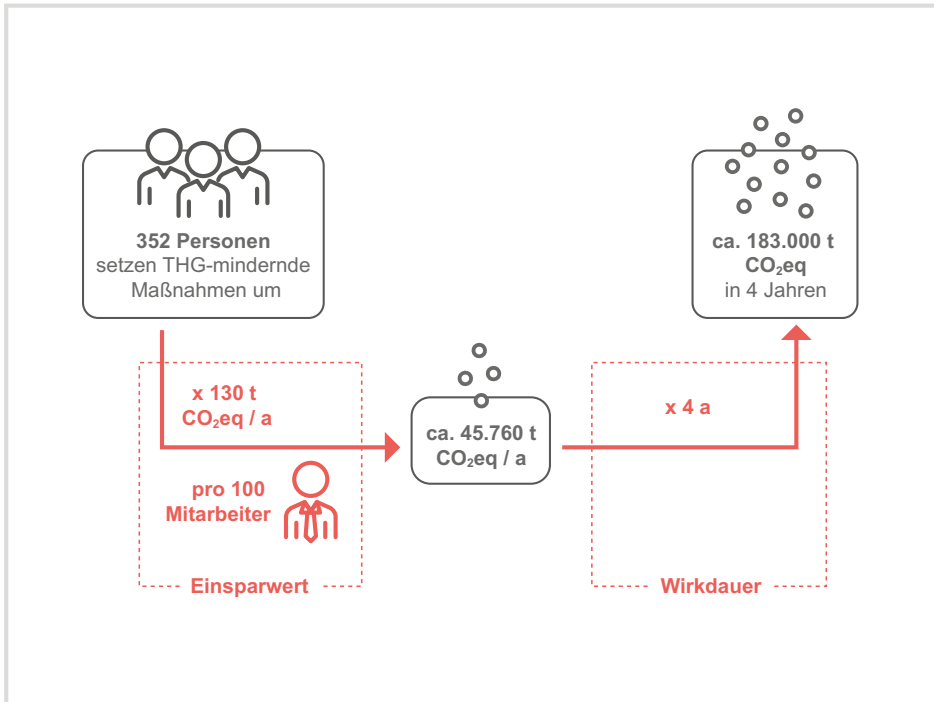 352 Personen
setzen THG-mindernde
Maßnahmen um
x 130 t
CO₂eq / a
pro 100
Mitarbeiter
Einsparwert
ca. 45.760 t
CO₂eq / a
x 4 a
Wirkdauer
ca. 183.000 t
CO₂eq
in 4 Jahren